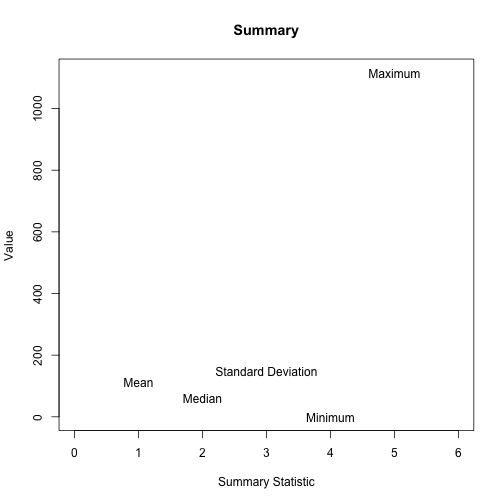 Summary
Maximum
1000
800
600
Value
400
200
Standard Deviation
Mean
Median
0
Minimum
0 1 2 3 4 5 6
Summary Statistic